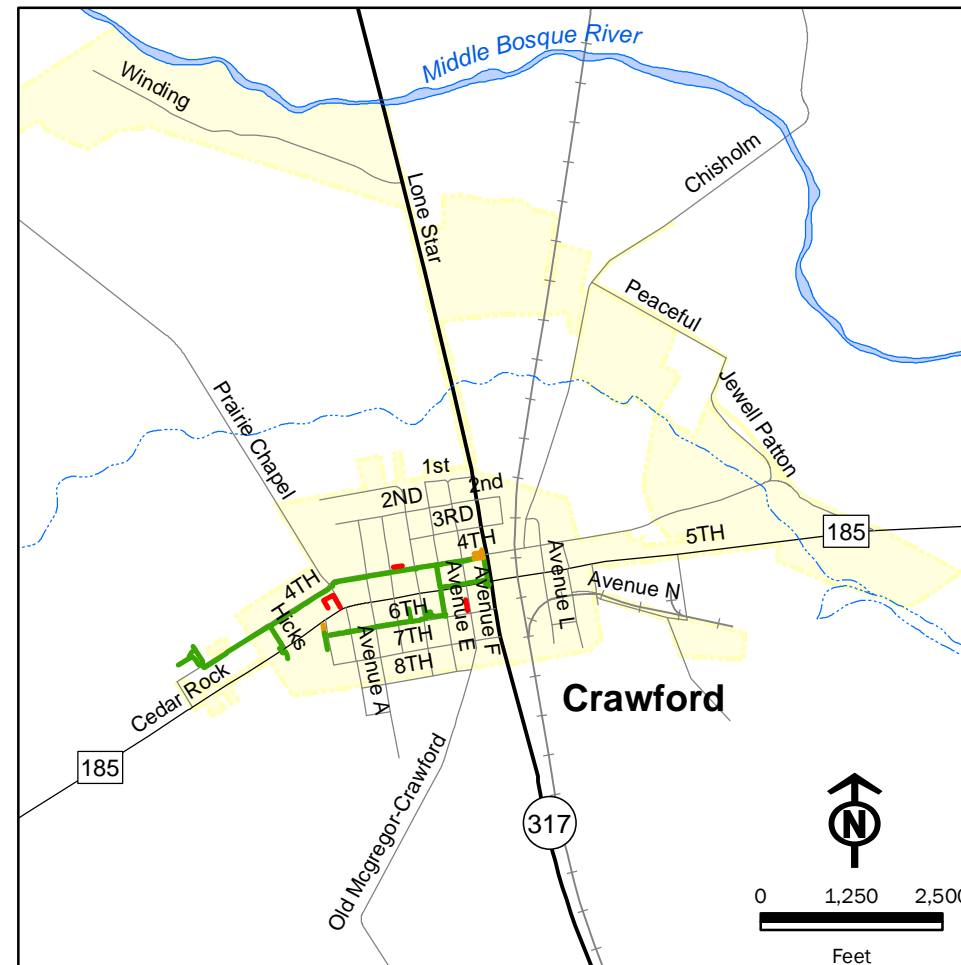 Middle Bosque River
Winding
Chisholm
Lone Star
Peaceful
Jewell Patton
Prairie Chapel
1st
2nd
2ND
3RD
4TH
5TH
185
4TH
Hicks
6TH
7TH
8TH
Avenue A
Avenue E
Avenue F
Avenue L
Avenue N
Cedar Rock
185
Crawford
Old Mcgregor-Crawford
317
N
0 1,250 2,500
Feet